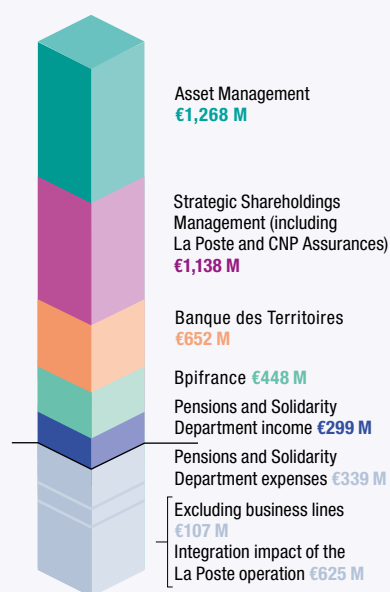 Asset Management
€1,268 M
Strategic Shareholdings
Management (including
La Poste and CNP Assurances)
€1,138 M
Banque des Territoires
€652 M
Bpifrance €448 M
Pensions and Solidarity
Department income €299 M
Pensions and Solidarity
Department expenses €339 M
Excluding business lines
€107 M
Integration impact of the
La Poste operation €625 M